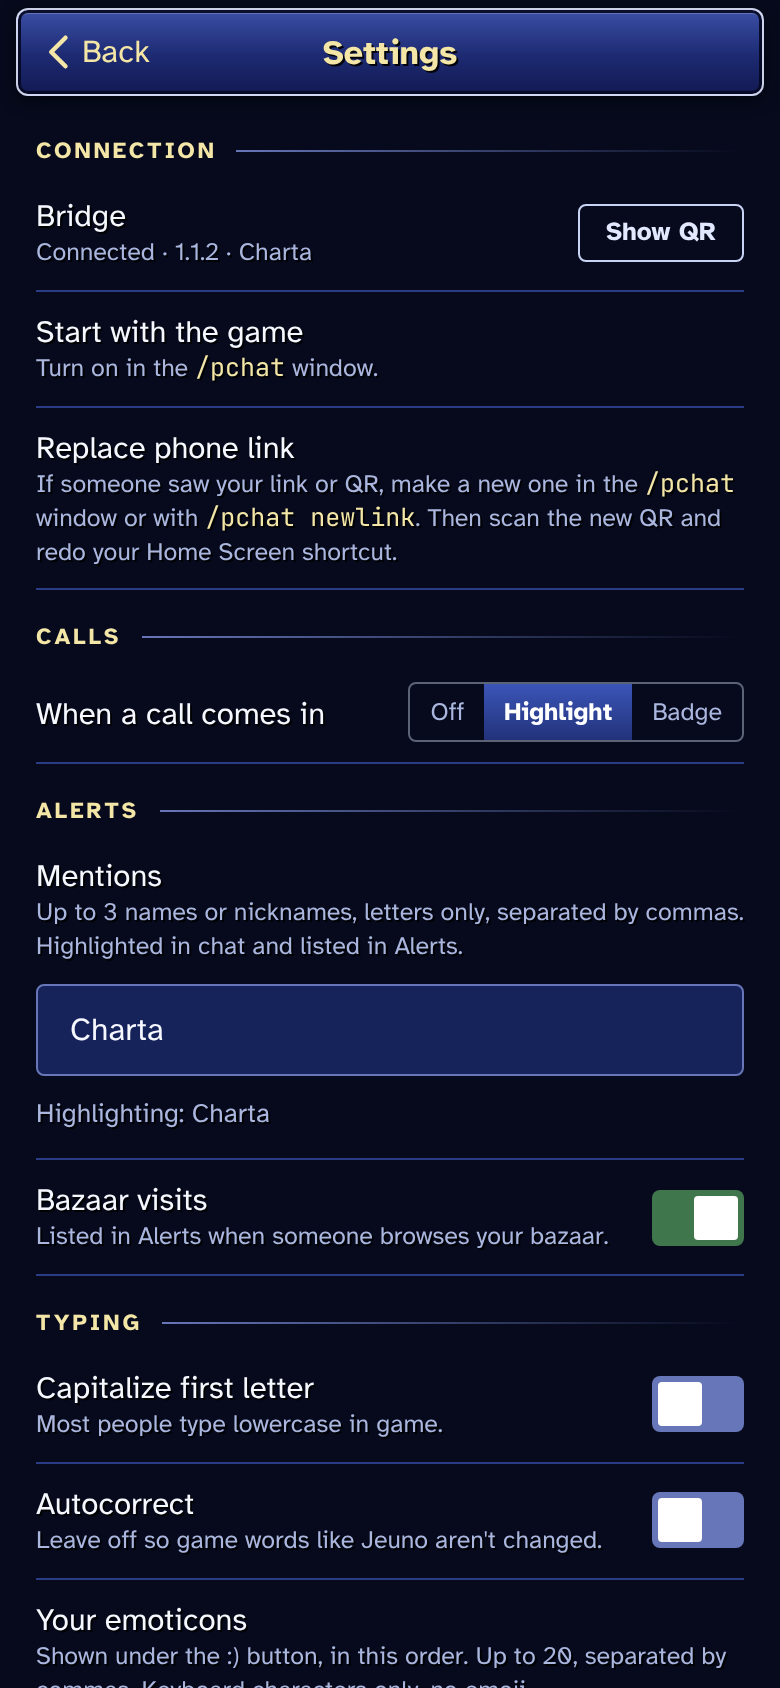 Back
Settings
CONNECTION
Bridge
Connected · 1.1.2 · Charta
Show QR
Start with the game
Turn on in the /pchat window.
Replace phone link
If someone saw your link or QR, make a new one in the /pchat
window or with /pchat newlink. Then scan the new QR and
redo your Home Screen shortcut.
CALLS
When a call comes in
Off
Highlight
Badge
ALERTS
Mentions
Up to 3 names or nicknames, letters only, separated by commas.
Highlighted in chat and listed in Alerts.
Charta
Highlighting: Charta
Bazaar visits
Listed in Alerts when someone browses your bazaar.
TYPING
Capitalize first letter
Most people type lowercase in game.
Autocorrect
Leave off so game words like Jeuno aren't changed.
Your emoticons
Shown under the :) button, in this order. Up to 20, separated by
commas. Keyboard characters only, no emoji.